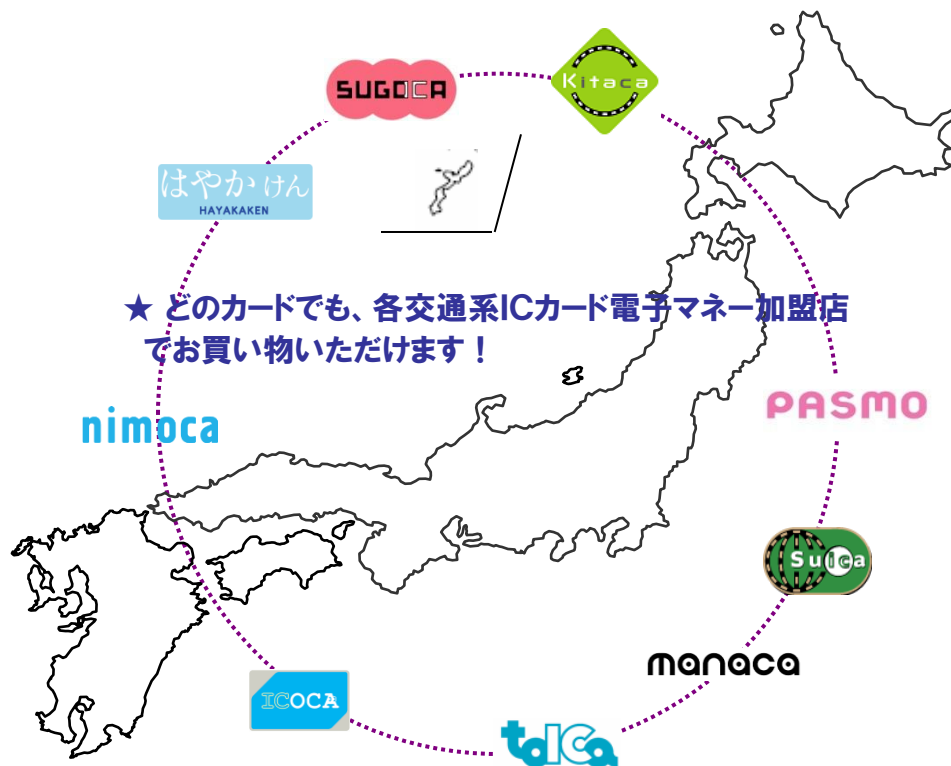 SUGOCA
Kitaca
はやかけん
HAYAKAKEN
★ どのカードでも、各交通系ICカード電子マネー加盟店
でお買い物いただけます！
PASMO
nimoca
Suica
manaca
ICOCA
toICa